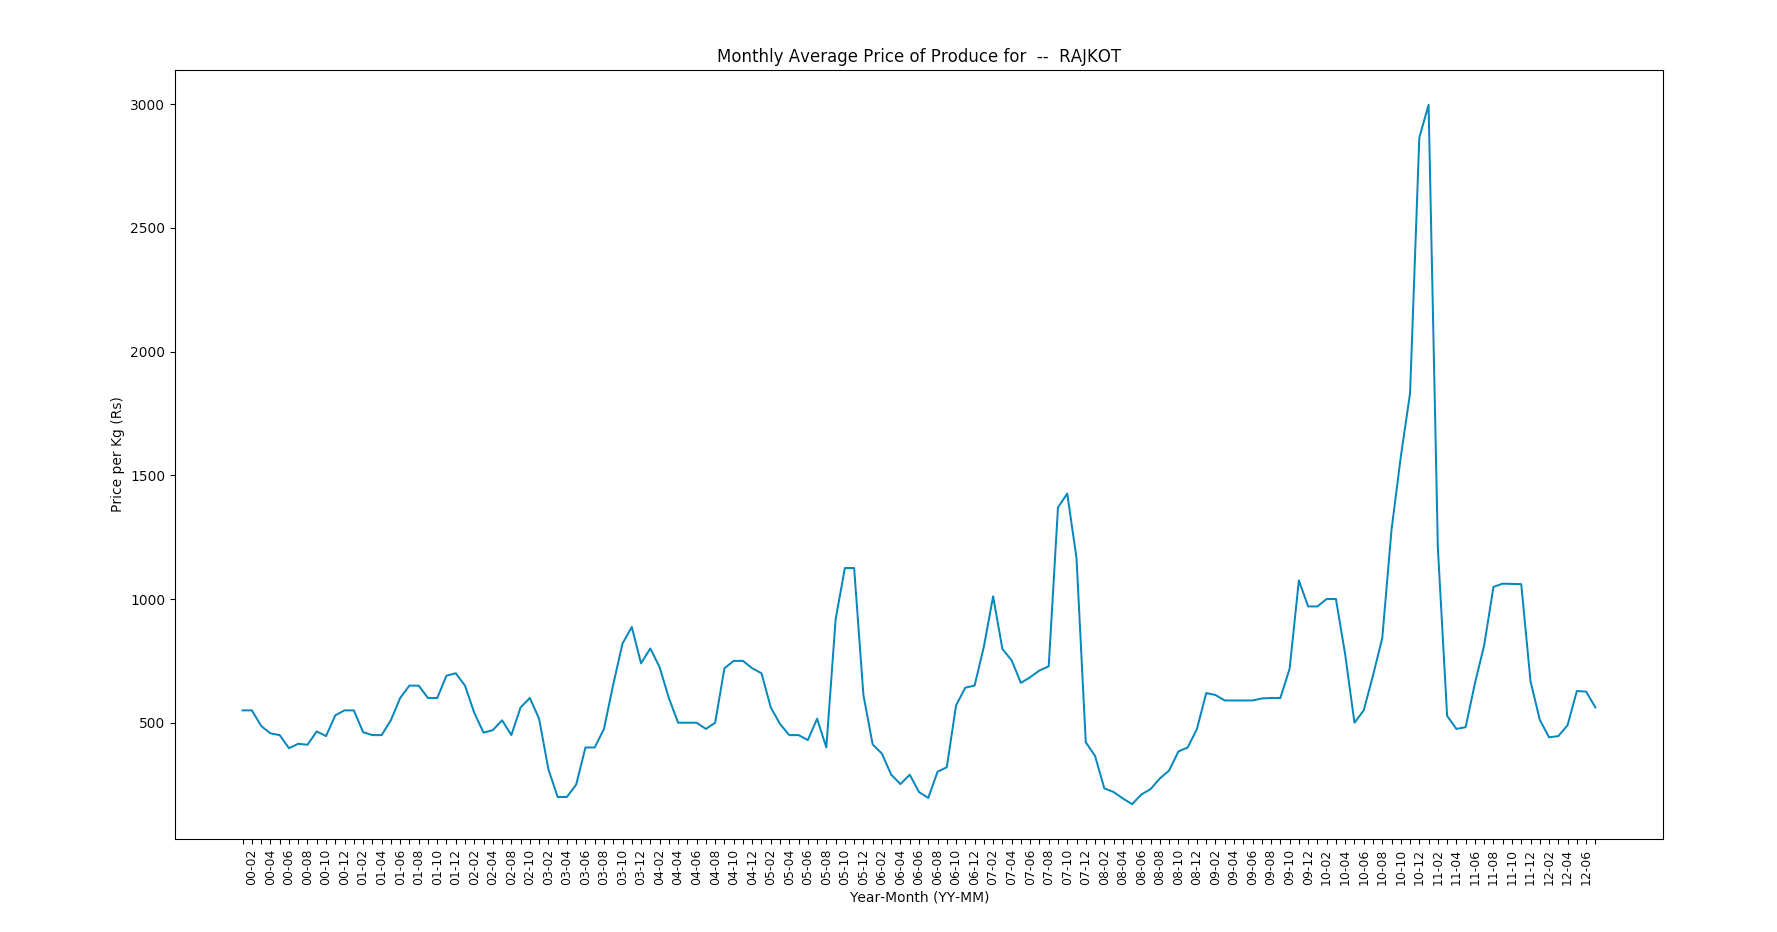 Monthly Average Price of Produce for  --  RAJKOT
3000
2500
2000
1500
1000
500
Price per Kg (Rs)
00-02 00-04 00-06 00-08 00-10 00-12 01-02 01-04 01-06 01-08 01-10 01-12 02-02 02-04 02-08 02-10 03-02 03-04 03-06 03-08 03-10 03-12 04-02 04-04 04-06 04-08 04-10 04-12 05-02 05-04 05-06 05-08 05-10 05-12 06-02 06-04 06-06 06-08 06-10 06-12 07-02 07-04 07-06 07-08 07-10 07-12 08-02 08-04 08-06 08-08 08-10 08-12 09-02 09-04 09-06 09-08 09-10 09-12 10-02 10-04 10-06 10-08 10-10 10-12 11-02 11-04 11-06 11-08 11-10 11-12 12-02 12-04 12-06
Year-Month (YY-MM)